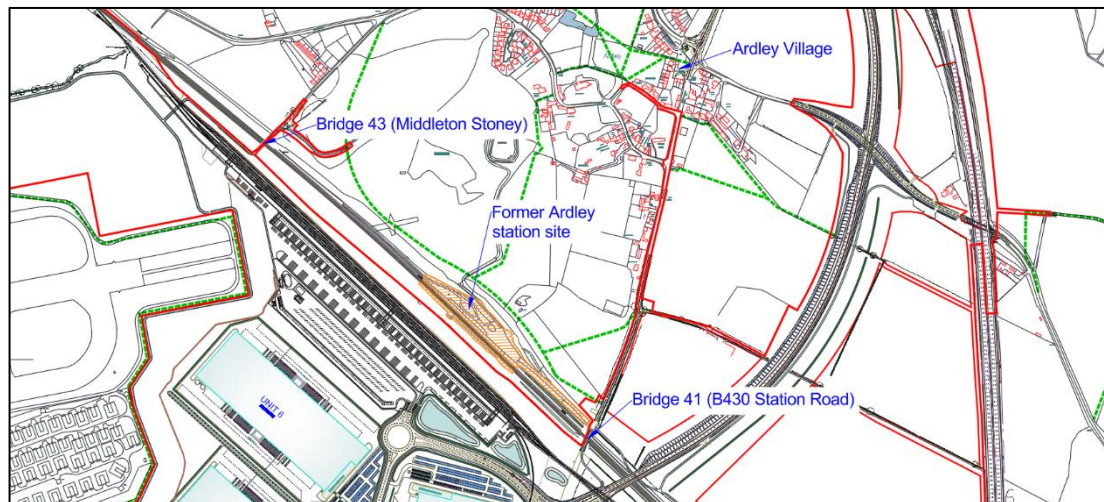 Ardley Village
Bridge 43 (Middleton Stoney)
Former Ardley
station site
Bridge 41 (B430 Station Road)
UNIT 6